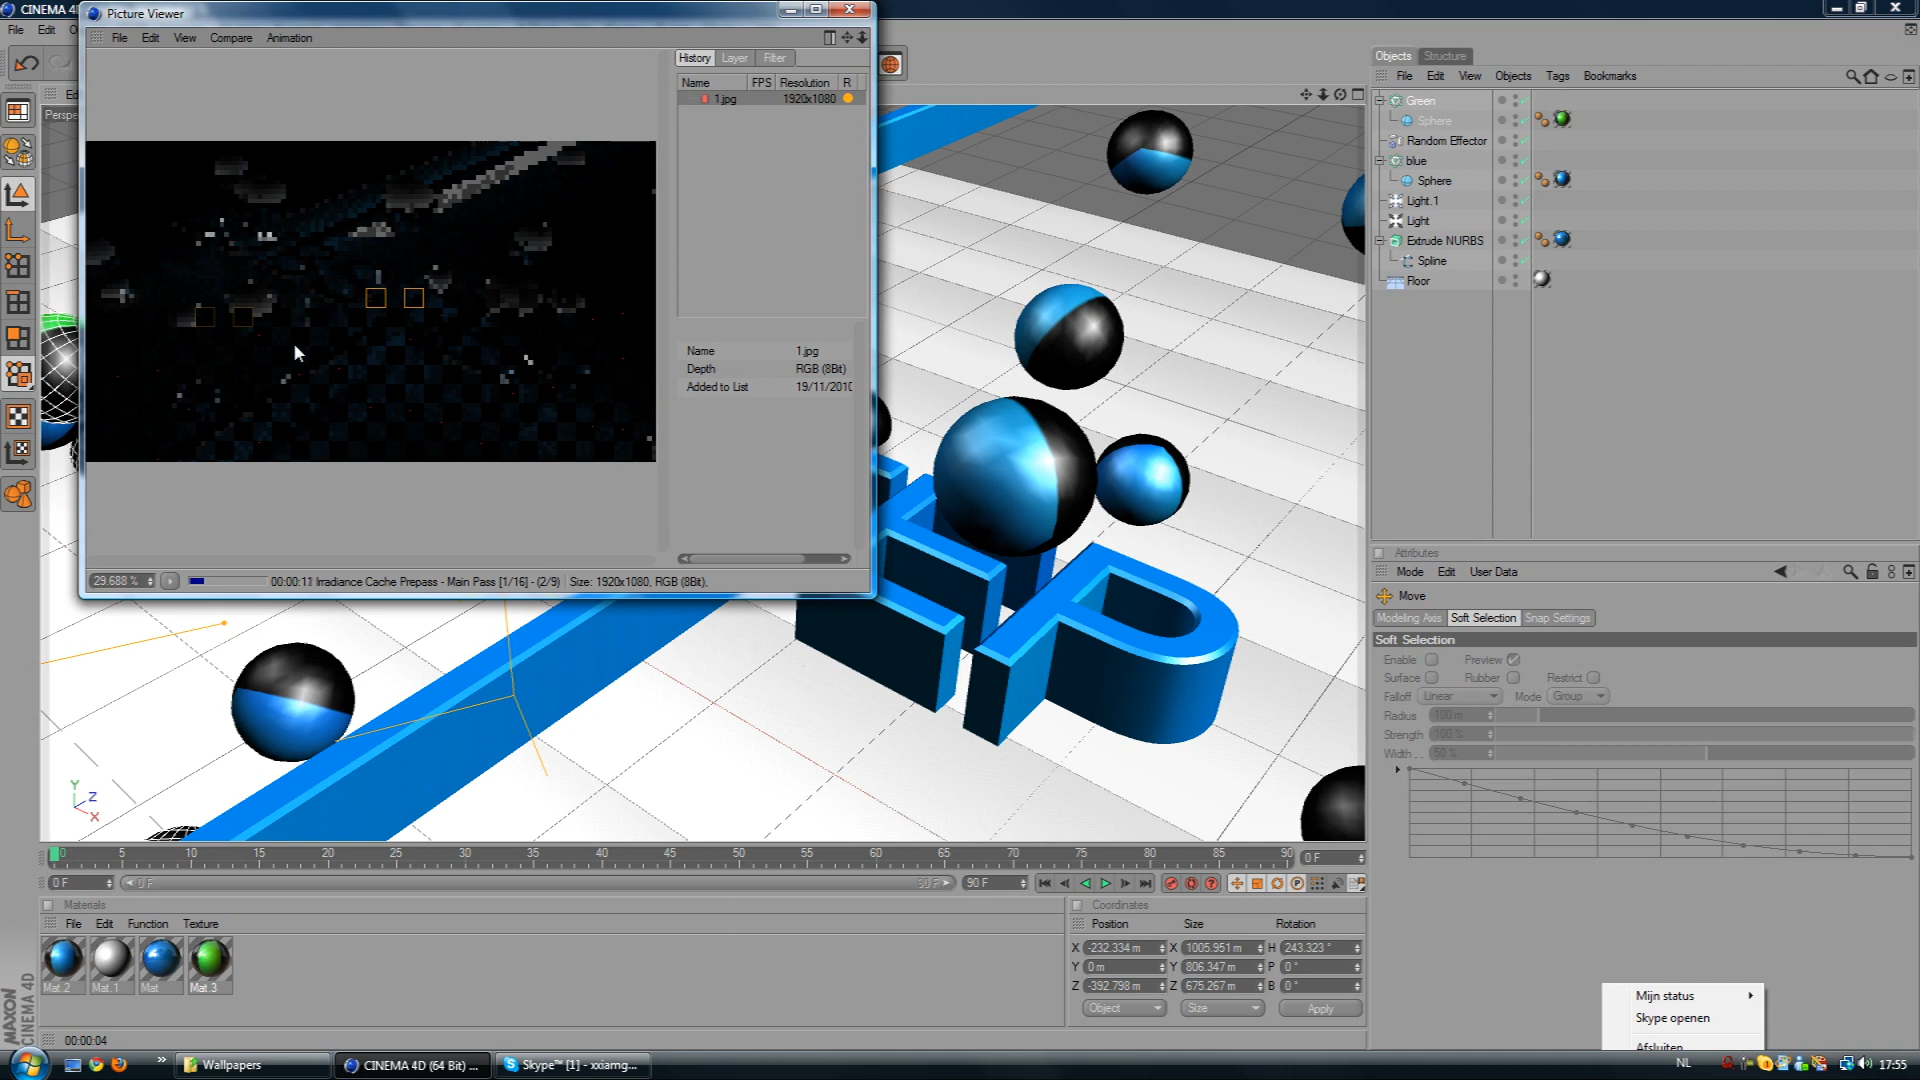 CINEMA 4
Picture Viewer
File Edit
File Edit View Compare Animation
History Layer Filter
Name FPS Resolution R
1.jpg 1920x1080
Name 1.jpg
Depth RGB (8Bit)
Added to List 19/11/2010
29.688 % 00:00:11 Irradiance Cache Prepass - Main Pass [1/16] - (2/9) Size: 1920x1080, RGB (8Bit),
Objects Structure
File Edit View Objects Tags Bookmarks
Green
Sphere
Random Effector
blue
Sphere
Light.1
Light
Extrude NURBS
Spline
Floor
Attributes
Mode Edit User Data
Move
Modeling Axis Soft Selection Snap Settings
Soft Selection
Enable Preview
Surface Rubber Restrict
Falloff Linear Mode Group
Radius 100 m
Strength 100 %
Width . . 50 %
P
Y
Z
X
0 5 10 15 20 25 30 35 40 45 50 55 60 65 70 75 80 85 90 0 F
0 F 0 F 90 F 90 F
Materials
File Edit Function Texture
Mat.2 Mat.1 Mat Mat.3
Coordinates
Position Size Rotation
X -232.334 m X 1005.951 m H 243.323 °
Y 0 m Y 806.347 m P 0 °
Z -392.798 m Z 675.267 m B 0 °
Object Size Apply
MAXON
CINEMA 4D
00:00:04
Mijn status
Skype openen
Afsluiten
Wallpapers
CINEMA 4D (64 Bit) ...
Skype™ [1] - xxiamg...
NL
17:55